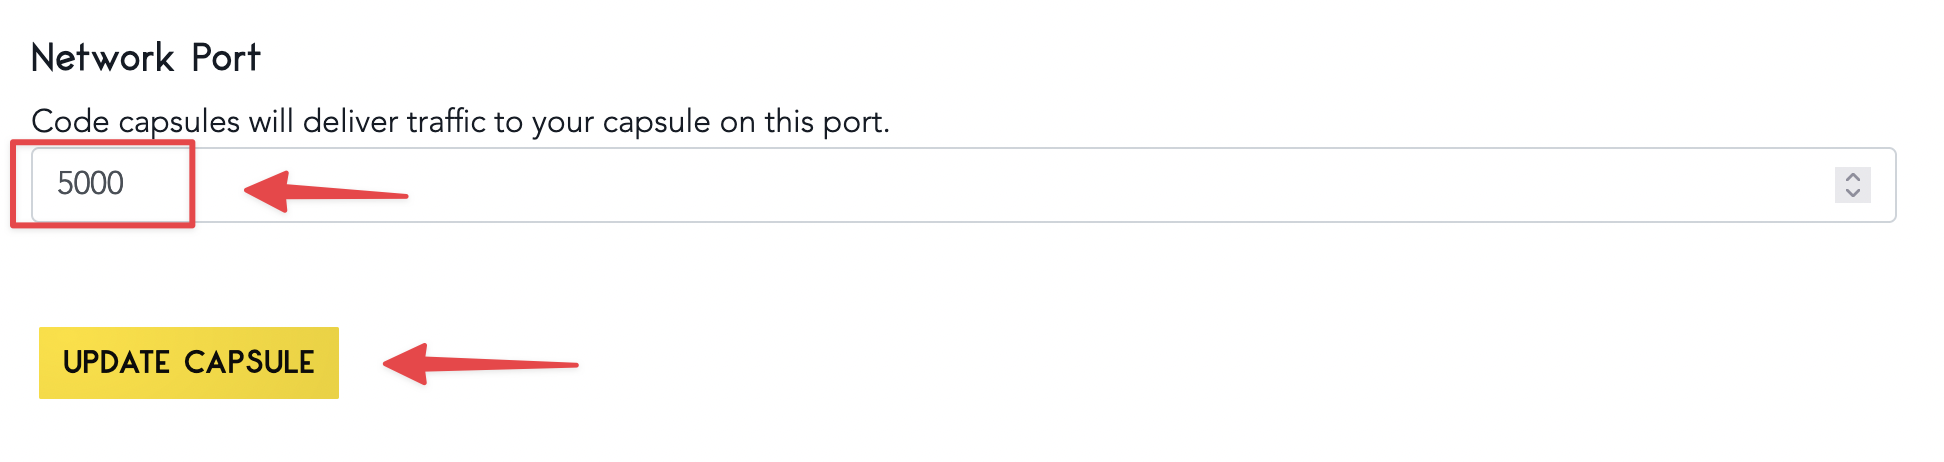 Network Port
Code capsules will deliver traffic to your capsule on this port.
5000
UPDATE CAPSULE